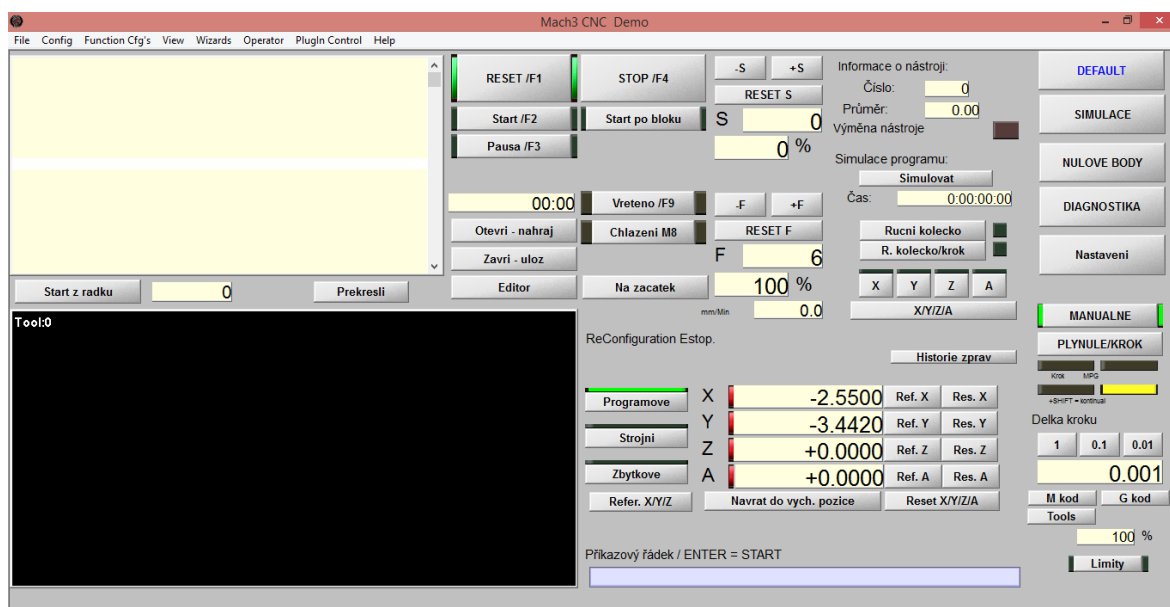 Mach3 CNC Demo
File Config Function Cfg's View Wizards Operator PlugIn Control Help
RESET /F1
STOP /F4
-S +S
RESET S
Start /F2
Start po bloku
S 0
Pausa /F3
0 %
Informace o nástroji:
Číslo: 0
Průměr: 0.00
Výměna nástroje
Simulace programu:
Simulovat
Čas: 0:00:00:00
DEFAULT
SIMULACE
NULOVE BODY
DIAGNOSTIKA
Nastaveni
00:00
Vreteno /F9
-F +F
Otevri - nahraj
Chlazeni M8
RESET F
Zavri - uloz
F 6
Editor
Na zacatek
100 %
mm/Min 0.0
Rucni kolecko
R. kolecko/krok
X Y Z A
X/Y/Z/A
Start z radku 0 Prekresli
Tool:0
ReConfiguration Estop.
Historie zprav
Programove
Strojni
Zbytkove
X -2.5500 Ref. X Res. X
Y -3.4420 Ref. Y Res. Y
Z +0.0000 Ref. Z Res. Z
A +0.0000 Ref. A Res. A
Refer. X/Y/Z Navrat do vych. pozice Reset X/Y/Z/A
Příkazový řádek / ENTER = START
MANUALNE
PLYNULE/KROK
Krok MPG
+SHIFT = kontinual
Delka kroku
1 0.1 0.01
0.001
M kod G kod
Tools
100 %
Limity